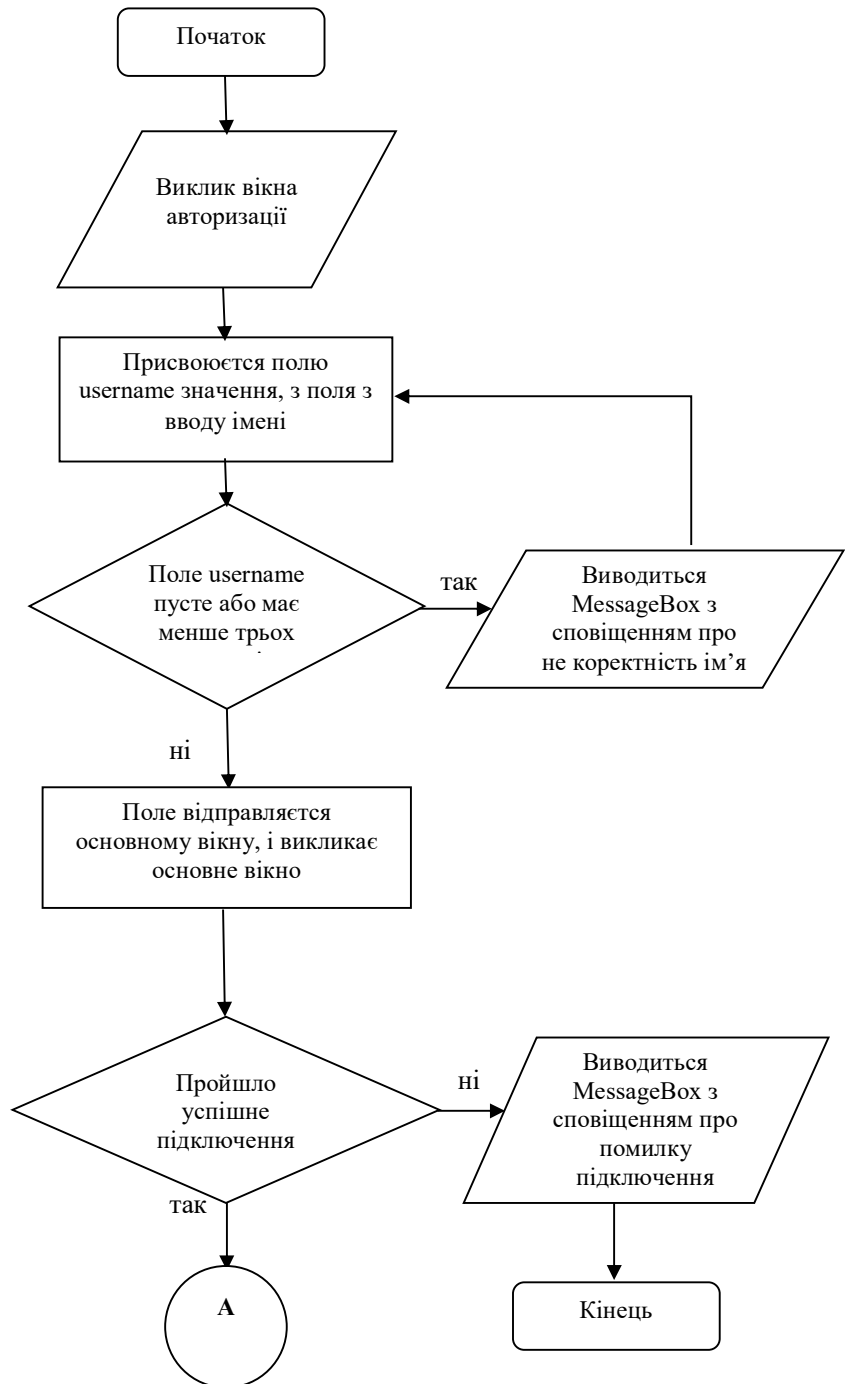 Початок
Виклик вікна
авторизації
Присвоюєтся полю
username значення, з поля з
вводу імені
Поле username
пусте або має
менше трьох
так
Виводиться
MessageBox з
сповіщенням про
не коректність ім’я
ні
Поле відправляєтся
основному вікну, і викликає
основне вікно
Пройшло
успішне
підключення
ні
Виводиться
MessageBox з
сповіщенням про
помилку
підключення
так
А
Кінець